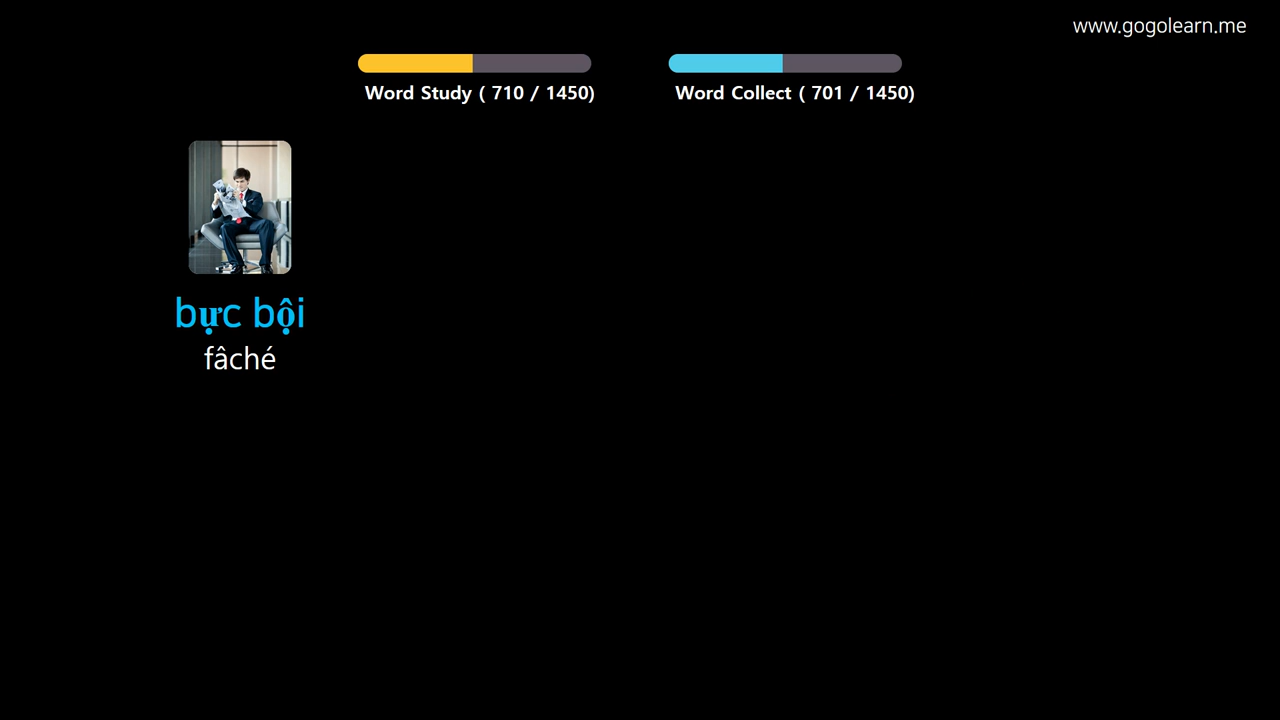 www.gogolearn.me
Word Study ( 710 / 1450)
Word Collect ( 701 / 1450)
bực bội
fâché